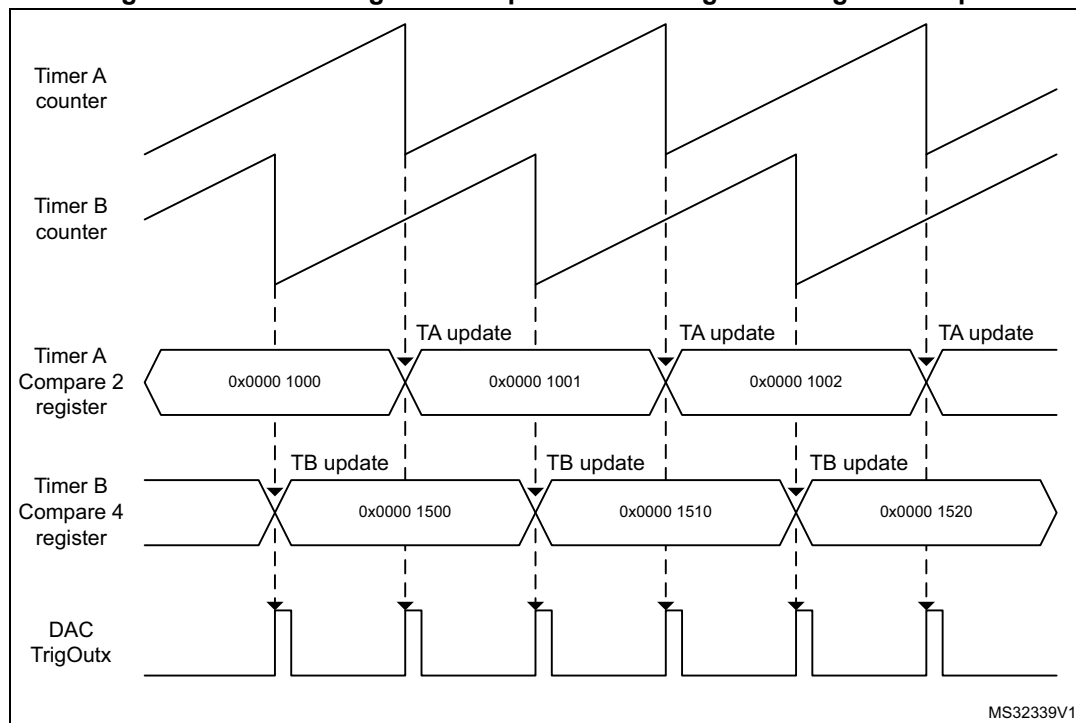 Timer A
counter
Timer B
counter
TA update TA update TA update
Timer A
Compare 2
register
0x0000 1000 0x0000 1001 0x0000 1002
TB update TB update TB update
Timer B
Compare 4
register
0x0000 1500 0x0000 1510 0x0000 1520
DAC
TrigOutx
MS32339V1